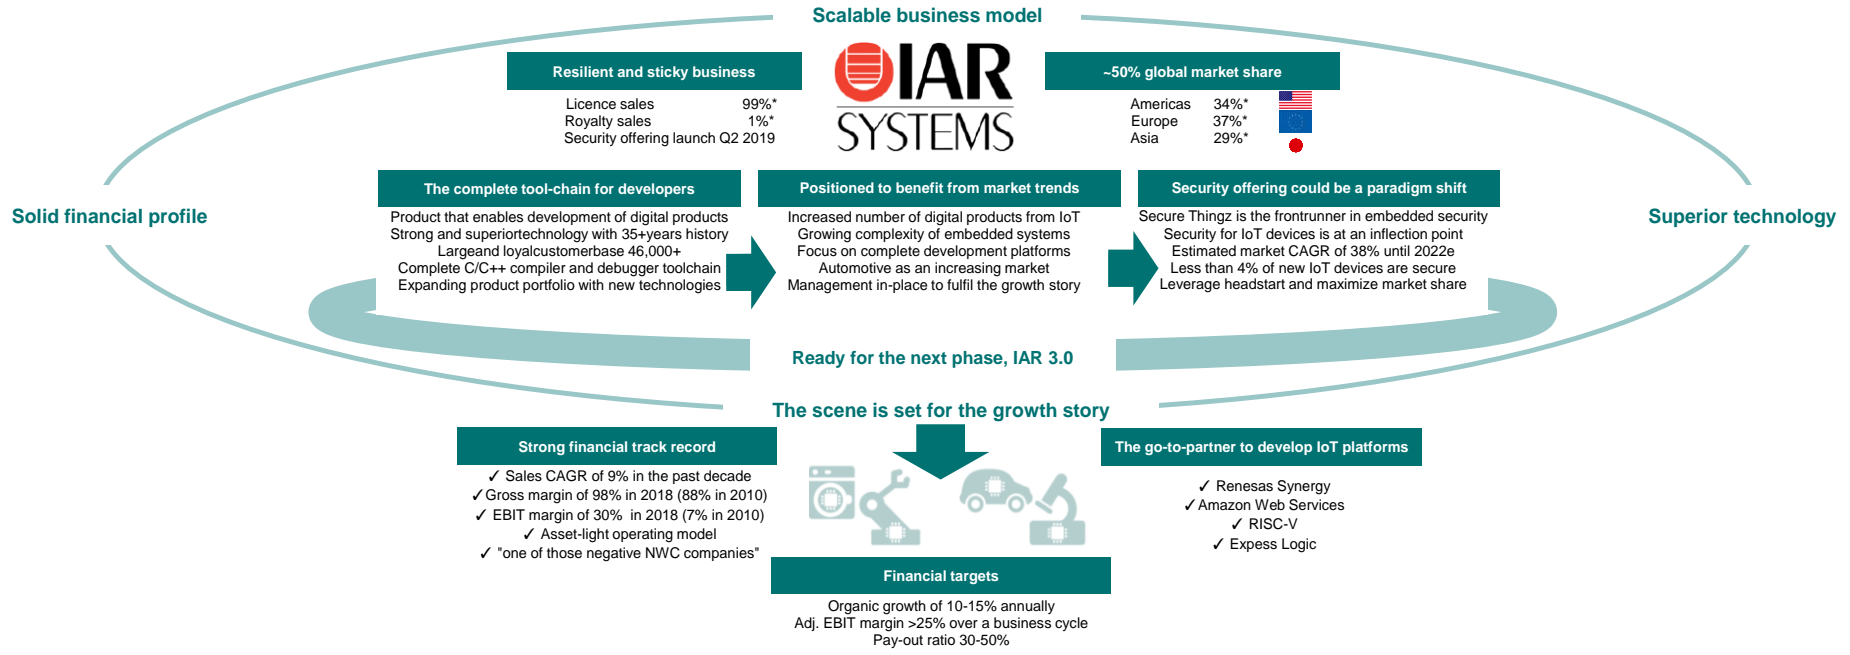 Scalable business model
Resilient and sticky business
Licence sales 99%*
Royalty sales 1%*
Security offering launch Q2 2019
IAR
SYSTEMS
~50% global market share
Americas 34%*
Europe 37%*
Asia 29%*
Solid financial profile
Superior technology
The complete tool-chain for developers
Product that enables development of digital products
Strong and superiortechnology with 35+years history
Largeand loyalcustomerbase 46,000+
Complete C/C++ compiler and debugger toolchain
Expanding product portfolio with new technologies
Positioned to benefit from market trends
Increased number of digital products from IoT
Growing complexity of embedded systems
Focus on complete development platforms
Automotive as an increasing market
Management in-place to fulfil the growth story
Security offering could be a paradigm shift
Secure Thingz is the frontrunner in embedded security
Security for IoT devices is at an inflection point
Estimated market CAGR of 38% until 2022e
Less than 4% of new IoT devices are secure
Leverage headstart and maximize market share
Ready for the next phase, IAR 3.0
The scene is set for the growth story
Strong financial track record
✓ Sales CAGR of 9% in the past decade
✓Gross margin of 98% in 2018 (88% in 2010)
✓ EBIT margin of 30%  in 2018 (7% in 2010)
✓ Asset-light operating model
✓ "one of those negative NWC companies"
The go-to-partner to develop IoT platforms
✓ Renesas Synergy
✓Amazon Web Services
✓ RISC-V
✓ Expess Logic
Financial targets
Organic growth of 10-15% annually
Adj. EBIT margin >25% over a business cycle
Pay-out ratio 30-50%